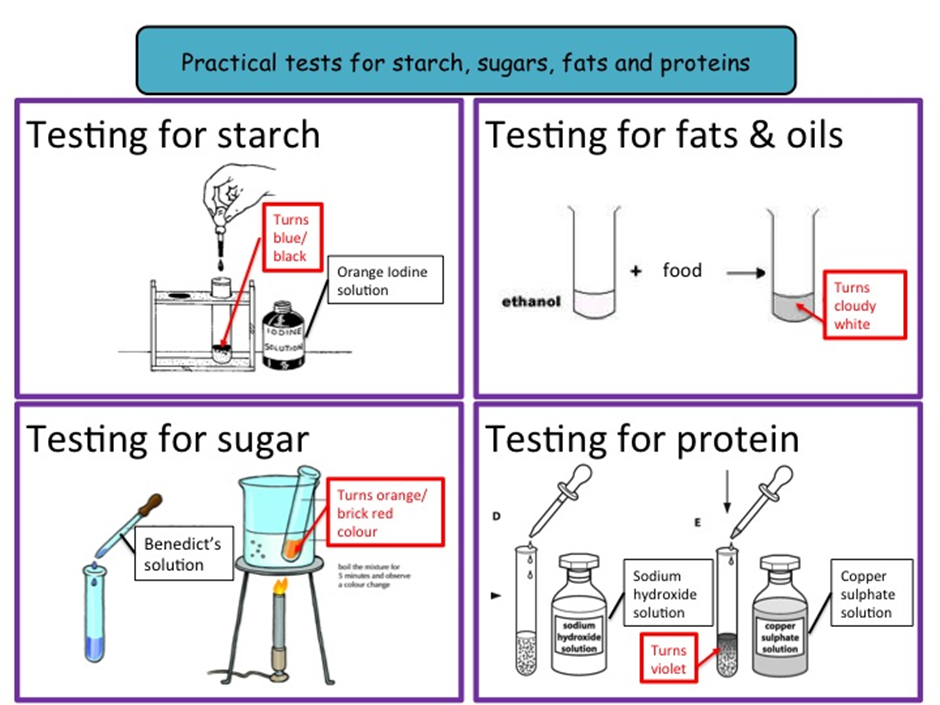 Practical tests for starch, sugars, fats and proteins
Testing for starch
Turns
blue/
black
Orange Iodine
solution
IODINE
SOLUTION
Testing for fats & oils
ethanol
+ food
Turns
cloudy
white
Testing for sugar
Benedict's
solution
Turns orange/
brick red
colour
boil the mixture for
5 minutes and observe
a colour change
Testing for protein
D
sodium
hydroxide
solution
Sodium
hydroxide
solution
E
Turns
violet
copper
sulphate
solution
Copper
sulphate
solution